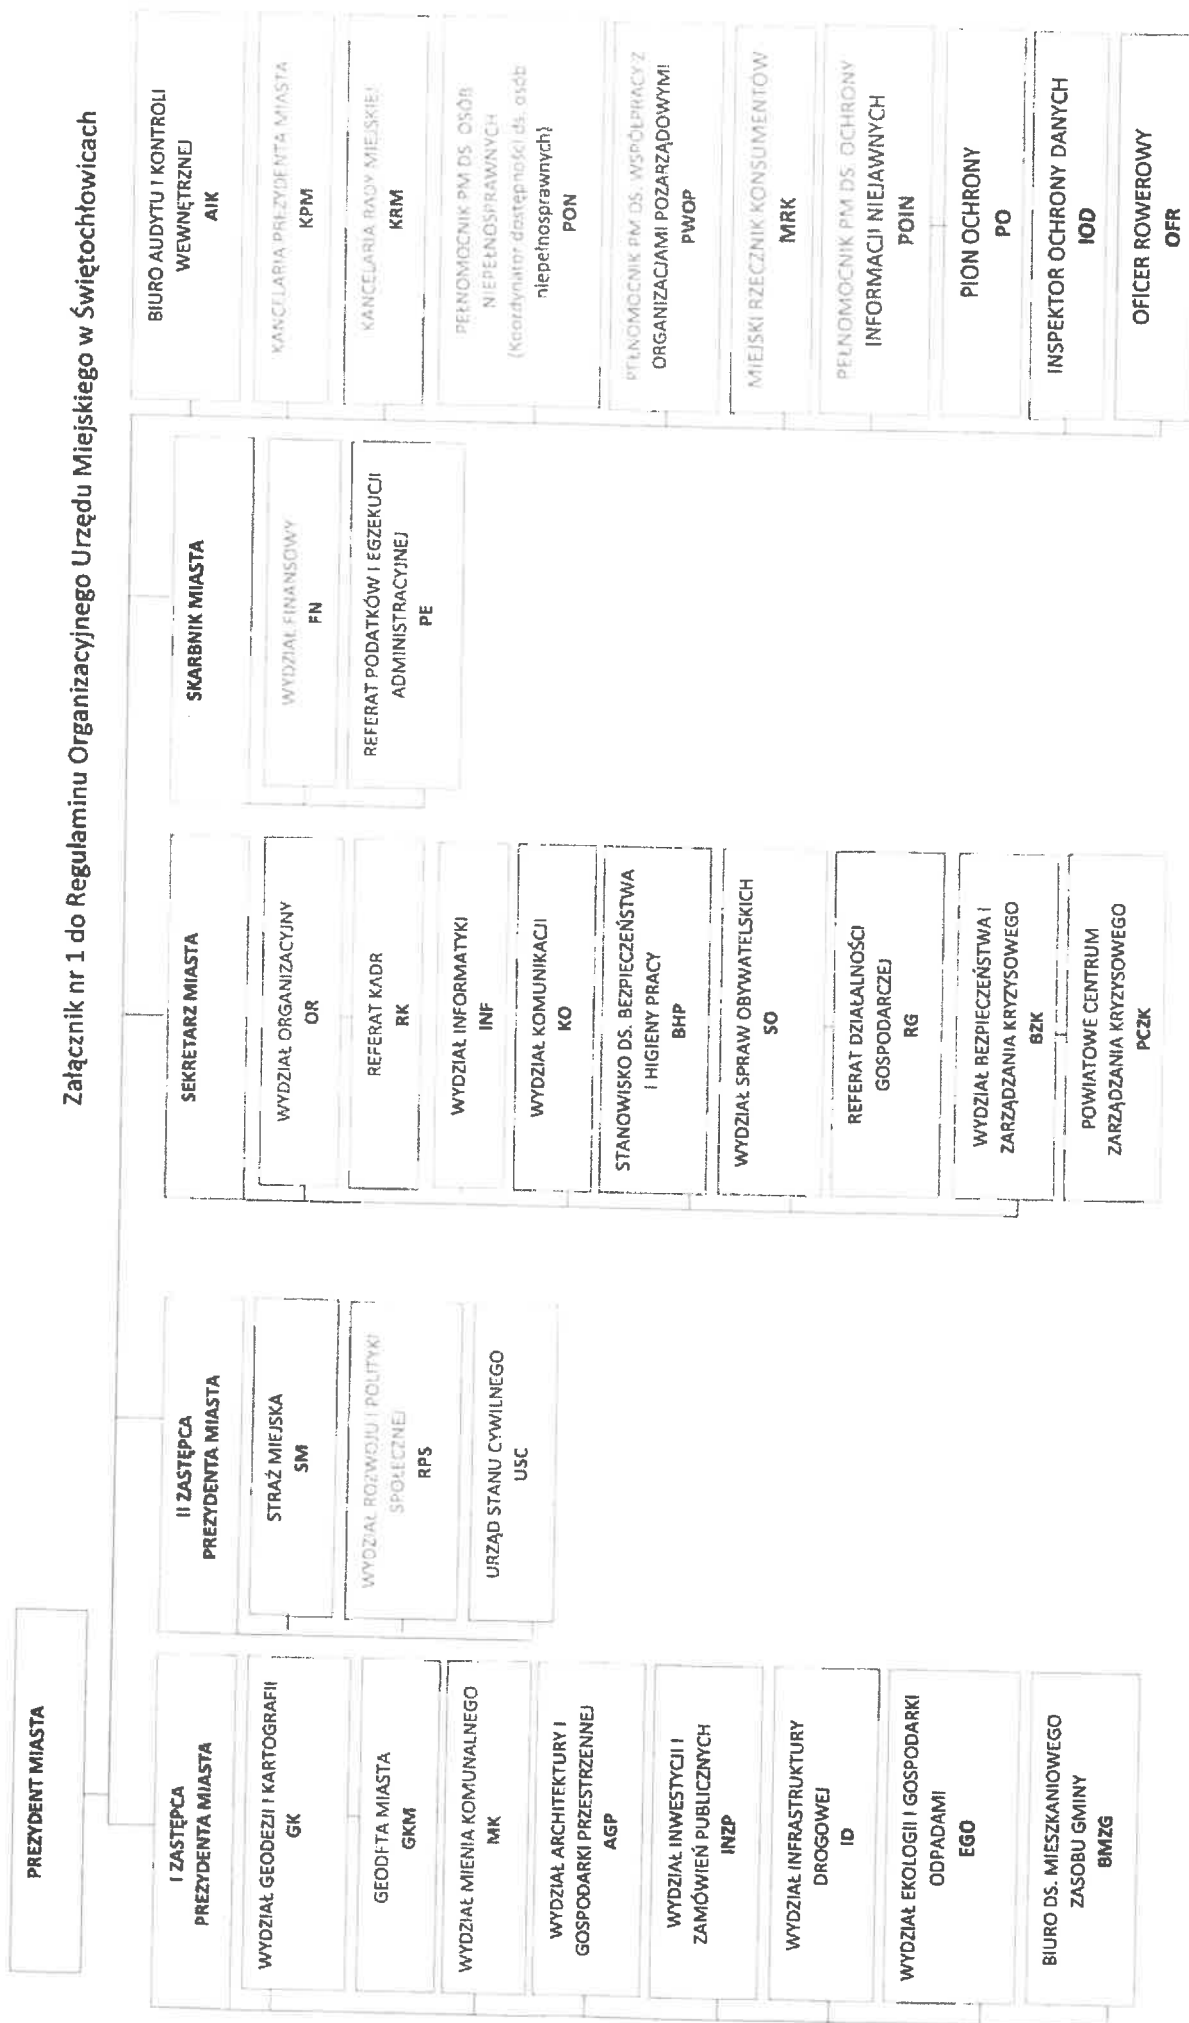 Załącznik nr 1 do Regulaminu Organizacyjnego Urzędu Miejskiego w Świętochłowicach
PREZYDENT MIASTA
I ZASTĘPCA
PREZYDENTA MIASTA
WYDZIAŁ GEODEZJI I KARTOGRAFII
GK
GEODETA MIASTA
GKM
WYDZIAŁ MIENIA KOMUNALNEGO
MK
WYDZIAŁ ARCHITEKTURY I
GOSPODARKI PRZESTRZENNEJ
AGP
WYDZIAŁ INWESTYCJI I
ZAMÓWIEŃ PUBLICZNYCH
INZP
WYDZIAŁ INFRASTRUKTURY
DROGOWEJ
ID
WYDZIAŁ EKOLOGII I GOSPODARKI
ODPADAMI
EGO
BIURO DS. MIESZKANIOWEGO
ZASOBU GMINY
BMZG
II ZASTĘPCA
PREZYDENTA MIASTA
STRAŻ MIEJSKA
SM
WYDZIAŁ ROZWOJU I POLITYKI
SPOŁECZNEJ
RPS
URZĄD STANU CYWILNEGO
USC
SEKRETARZ MIASTA
WYDZIAŁ ORGANIZACYJNY
OR
REFERAT KADR
RK
WYDZIAŁ INFORMATYKI
INF
WYDZIAŁ KOMUNIKACJI
KO
STANOWISKO DS. BEZPIECZEŃSTWA
I HIGIENY PRACY
BHP
WYDZIAŁ SPRAW OBYWATELSKICH
SO
REFERAT DZIAŁALNOŚCI
GOSPODARCZEJ
RG
WYDZIAŁ BEZPIECZEŃSTWA I
ZARZĄDZANIA KRYZYSOWEGO
BZK
POWIATOWE CENTRUM
ZARZĄDZANIA KRYZYSOWEGO
PCZK
SKARBNIK MIASTA
WYDZIAŁ FINANSOWY
FN
REFERAT PODATKÓW I EGZEKUCJI
ADMINISTRACYJNEJ
PE
BIURO AUDYTU I KONTROLI
WEWNĘTRZNEJ
AIK
KANCELARIA PREZYDENTA MIASTA
KPM
KANCELARIA RADY MIEJSKIEJ
KRM
PEŁNOMOCNIK PM DS. OSÓB
NIEPEŁNOSPRAWNYCH
(Koordynator dostępności ds. osób
niepełnosprawnych)
PON
PEŁNOMOCNIK PM DS. WSPÓŁPRACY Z
ORGANIZACJAMI POZARZĄDOWYMI
PWOP
MIEJSKI RZECZNIK KONSUMENTÓW
MRK
PEŁNOMOCNIK PM DS. OCHRONY
INFORMACJI NIEJAWNYCH
POIN
PION OCHRONY
PO
INSPEKTOR OCHRONY DANYCH
IOD
OFICER ROWEROWY
OFR